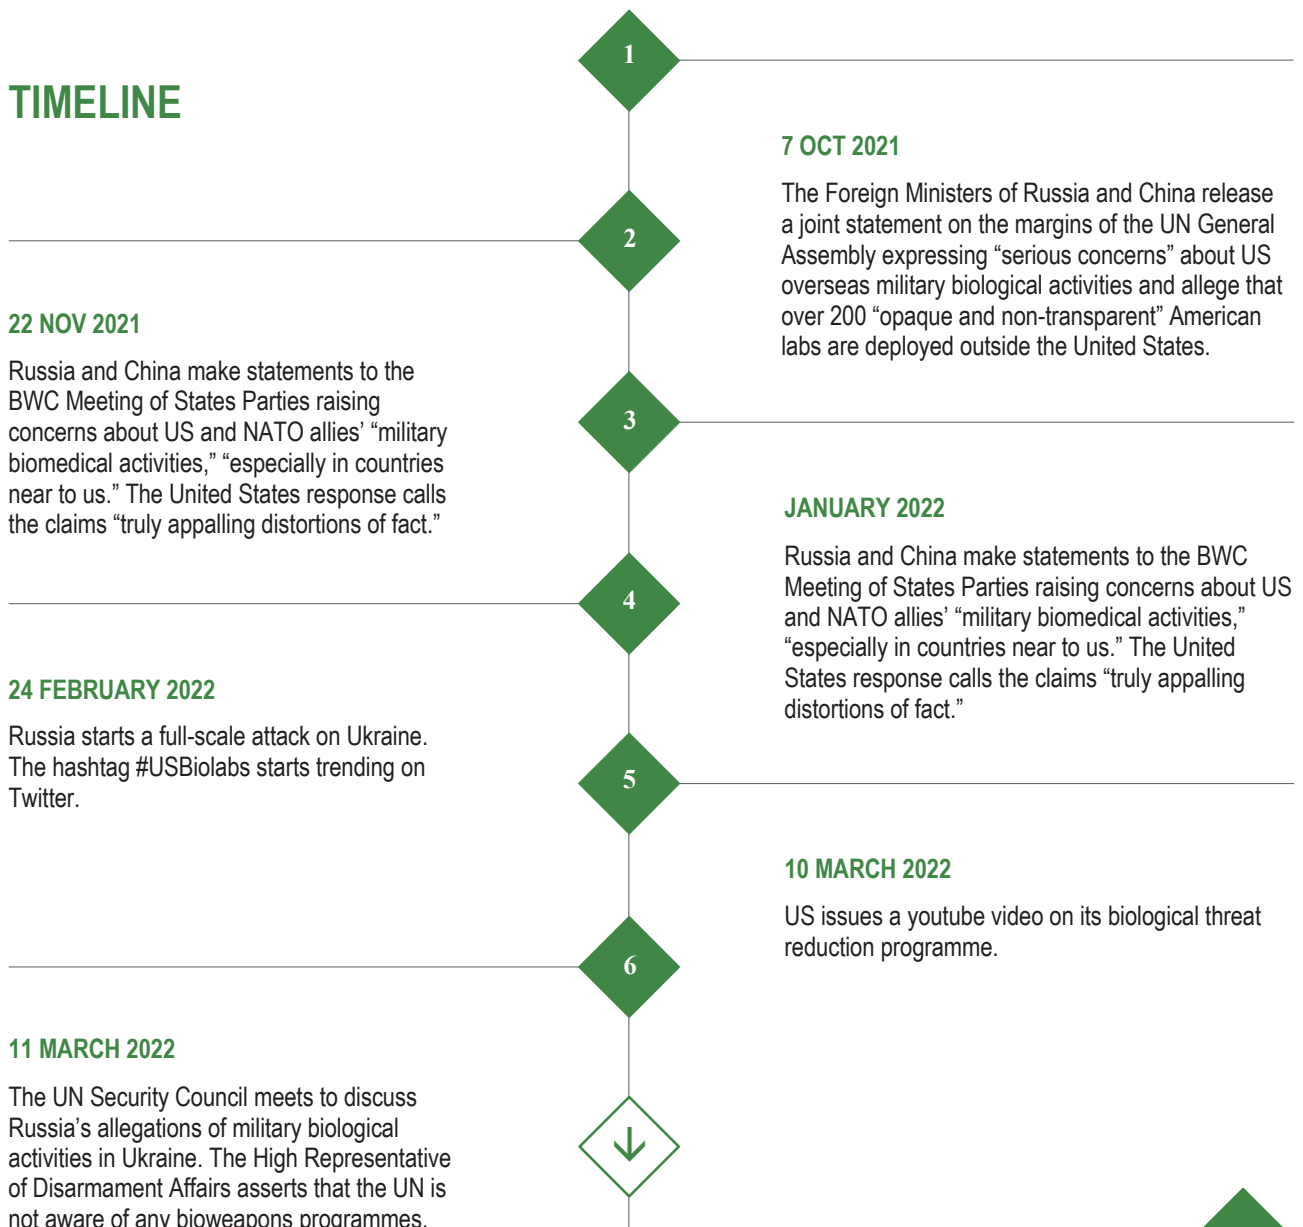 TIMELINE
1
7 OCT 2021
The Foreign Ministers of Russia and China release
a joint statement on the margins of the UN General
Assembly expressing “serious concerns” about US
overseas military biological activities and allege that
over 200 “opaque and non-transparent” American
labs are deployed outside the United States.
2
22 NOV 2021
Russia and China make statements to the
BWC Meeting of States Parties raising
concerns about US and NATO allies’ “military
biomedical activities,” “especially in countries
near to us.” The United States response calls
the claims “truly appalling distortions of fact.”
3
JANUARY 2022
Russia and China make statements to the BWC
Meeting of States Parties raising concerns about US
and NATO allies’ “military biomedical activities,”
“especially in countries near to us.” The United
States response calls the claims “truly appalling
distortions of fact.”
4
24 FEBRUARY 2022
Russia starts a full-scale attack on Ukraine.
The hashtag #USBiolabs starts trending on
Twitter.
5
10 MARCH 2022
US issues a youtube video on its biological threat
reduction programme.
6
11 MARCH 2022
The UN Security Council meets to discuss
Russia’s allegations of military biological
activities in Ukraine. The High Representative
of Disarmament Affairs asserts that the UN is
not aware of any bioweapons programmes.